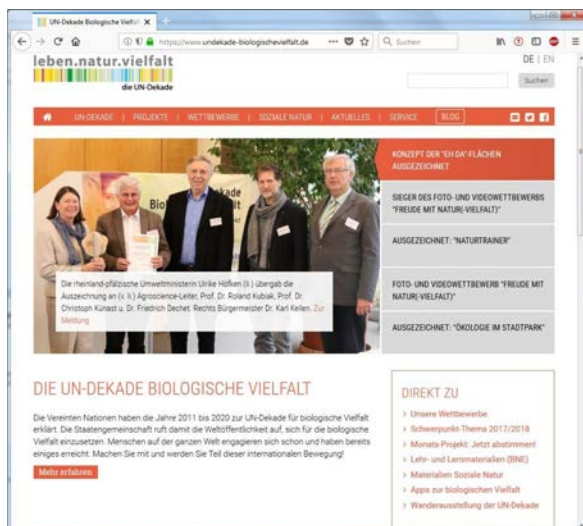 UN-Dekade Biologische Vielfalt
https://www.undekade-biologischevielfalt.de
Suchen
leben.natur.vielfalt
die UN-Dekade
DE | EN
Suchen
UN-DEKADE | PROJEKTE | WETTBEWERBE | SOZIALE NATUR | AKTUELLES | SERVICE BLOG
KONZEPT DER "EH DA"-FLÄCHEN
AUSGEZEICHNET
SIEGER DES FOTO- UND VIDEOWETTBEWERBS
"FREUDE MIT NATUR(-VIELFALT)"
AUSGEZEICHNET: "NATURTRAINER"
FOTO- UND VIDEOWETTBEWERB "FREUDE MIT
NATUR(-VIELFALT)"
AUSGEZEICHNET: "ÖKOLOGIE IM STADTPARK"
Die rheinland-pfälzische Umweltministerin Ulrike Höfken (li.) übergab die
Auszeichnung an (v. li.) Agroscience-Leiter, Prof. Dr. Roland Kubiak, Prof. Dr.
Christoph Künast u. Dr. Friedrich Dechet. Rechts Bürgermeister Dr. Karl Keilen. Zur
Meldung
DIE UN-DEKADE BIOLOGISCHE VIELFALT
Die Vereinten Nationen haben die Jahre 2011 bis 2020 zur UN-Dekade für biologische Vielfalt
erklärt. Die Staatengemeinschaft ruft damit die Weltöffentlichkeit auf, sich für die biologische
Vielfalt einzusetzen. Menschen auf der ganzen Welt engagieren sich schon und haben bereits
einiges erreicht. Machen Sie mit und werden Sie Teil dieser internationalen Bewegung!
Mehr erfahren
DIREKT ZU
> Unsere Wettbewerbe
> Schwerpunkt-Thema 2017/2018
> Monats-Projekt: Jetzt abstimmen!
> Lehr- und Lernmaterialien (BNE)
> Materialien Soziale Natur
> Apps zur biologischen Vielfalt
> Wanderausstellung der UN-Dekade